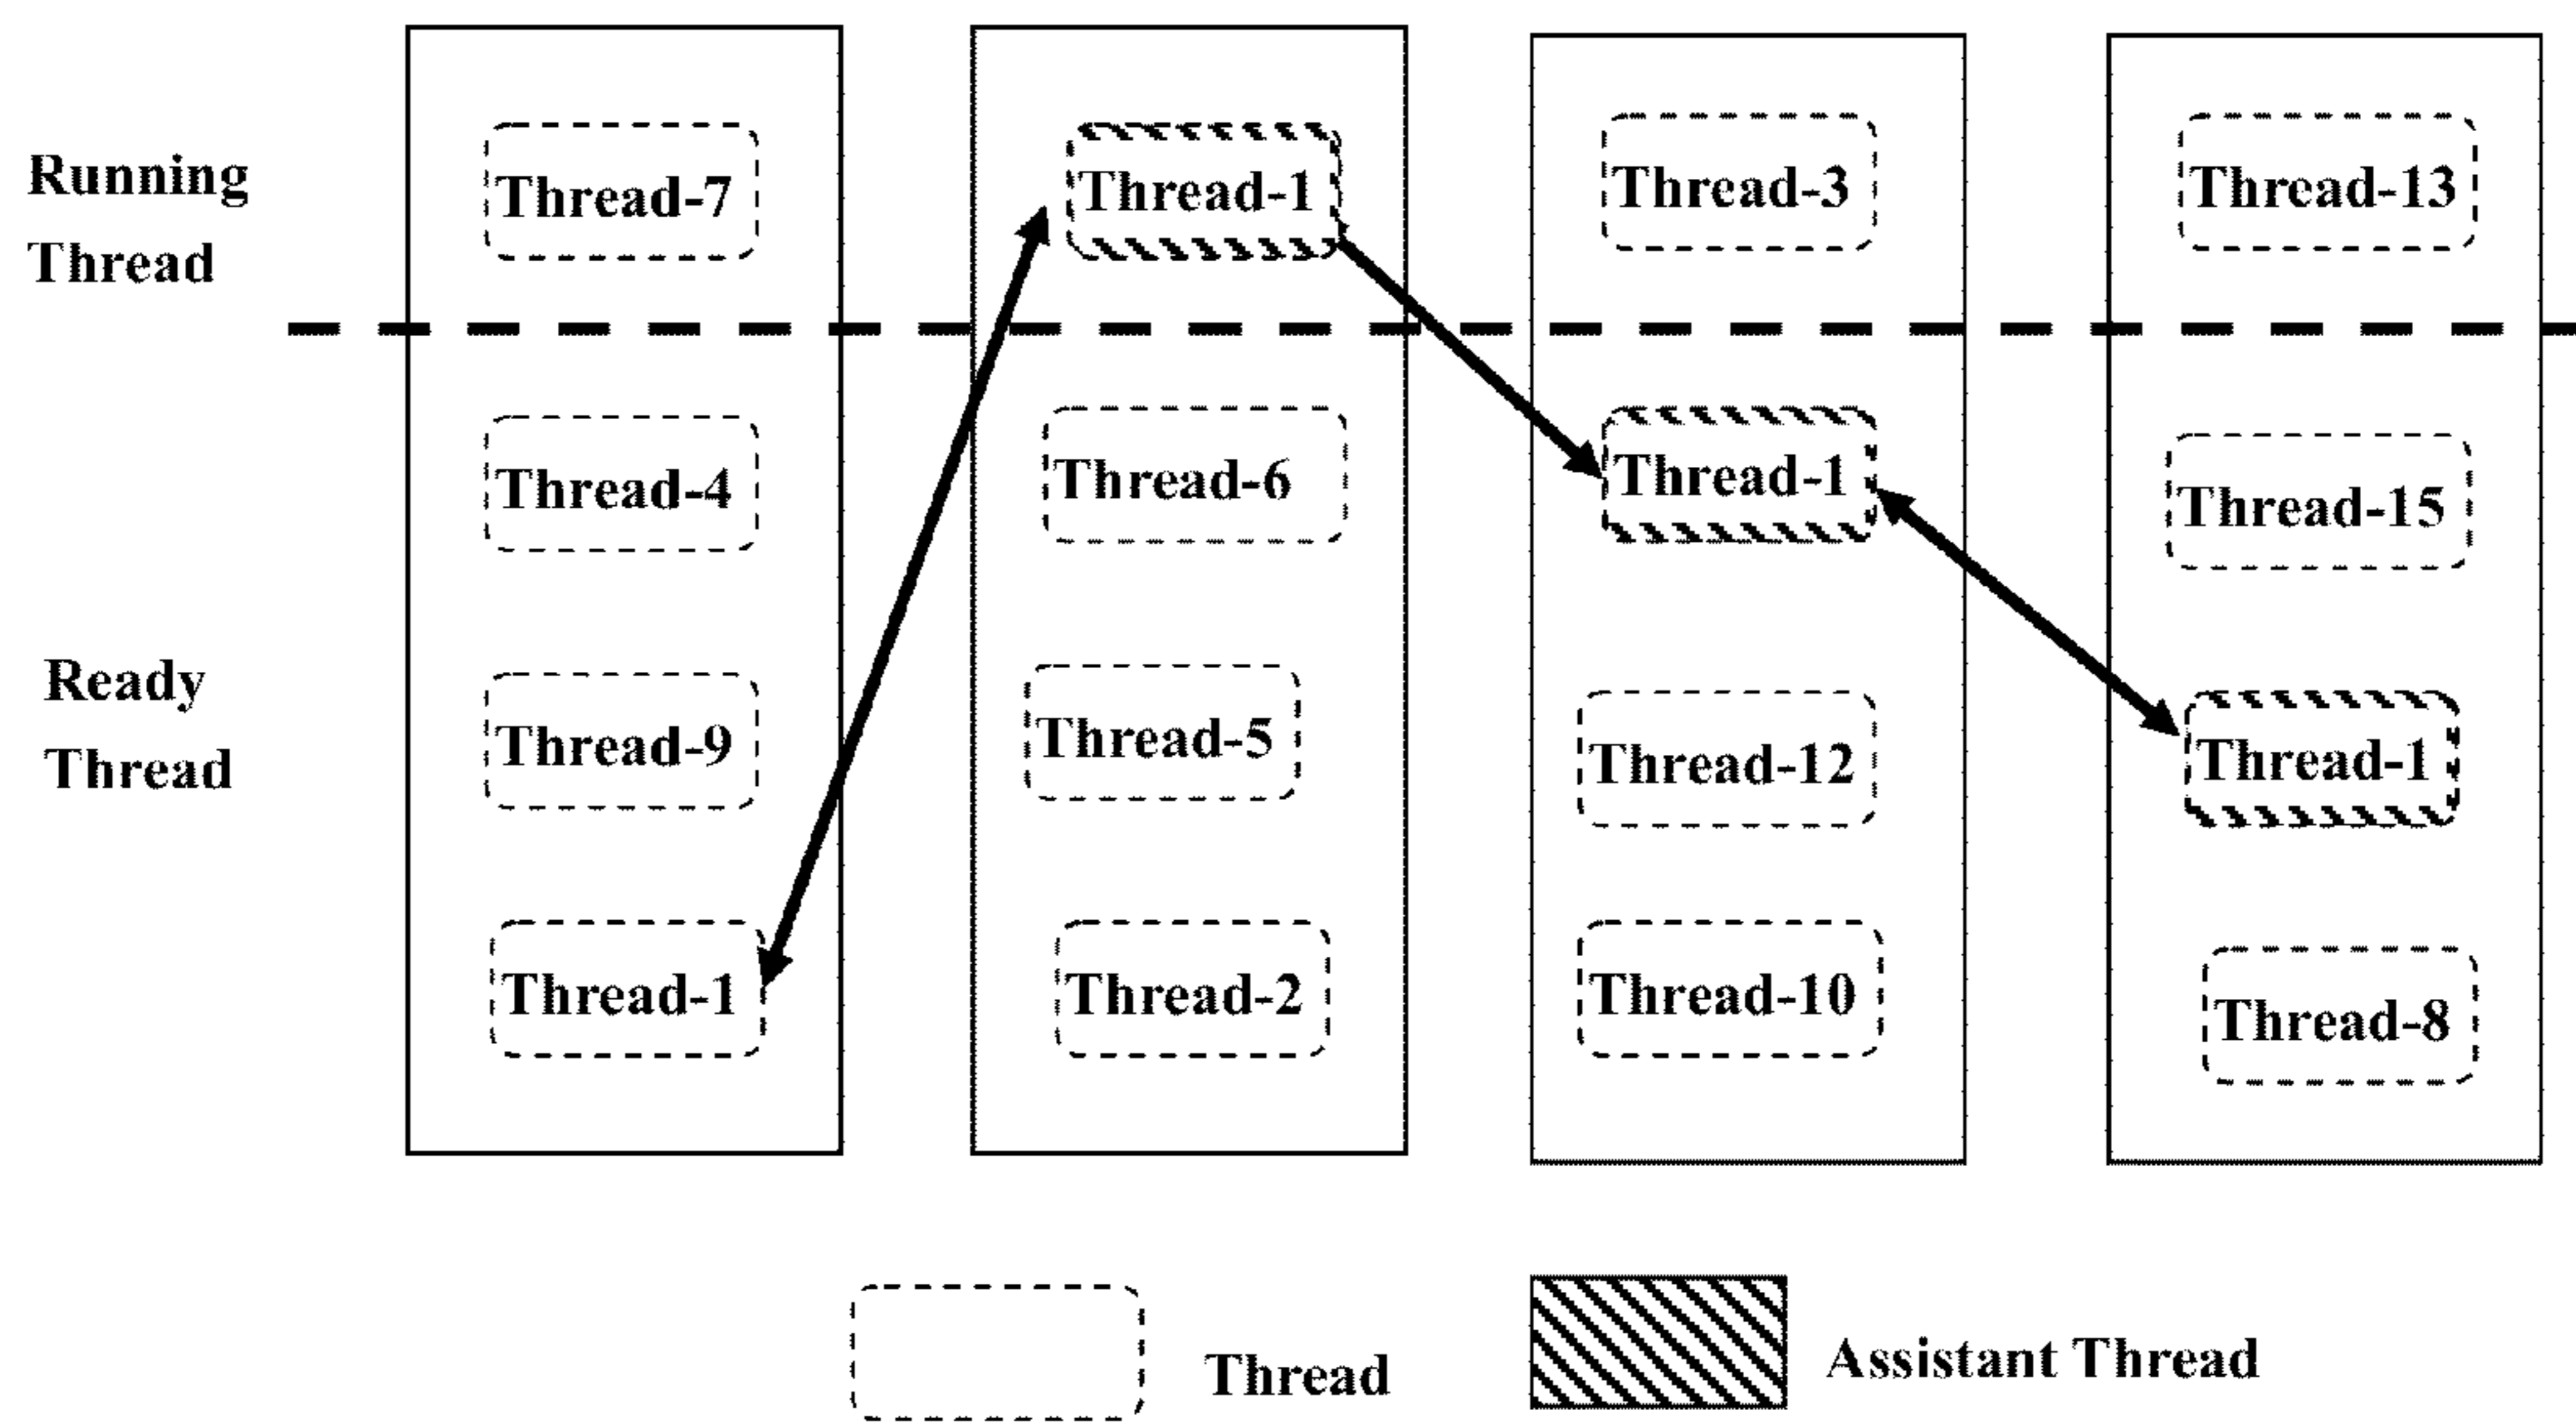 Running
Thread
Thread-7
Thread-1
Thread-3
Thread-13
Ready
Thread
Thread-4
Thread-6
Thread-1
Thread-15
Thread-9
Thread-5
Thread-12
Thread-1
Thread-1
Thread-2
Thread-10
Thread-8
Thread
Assistant Thread